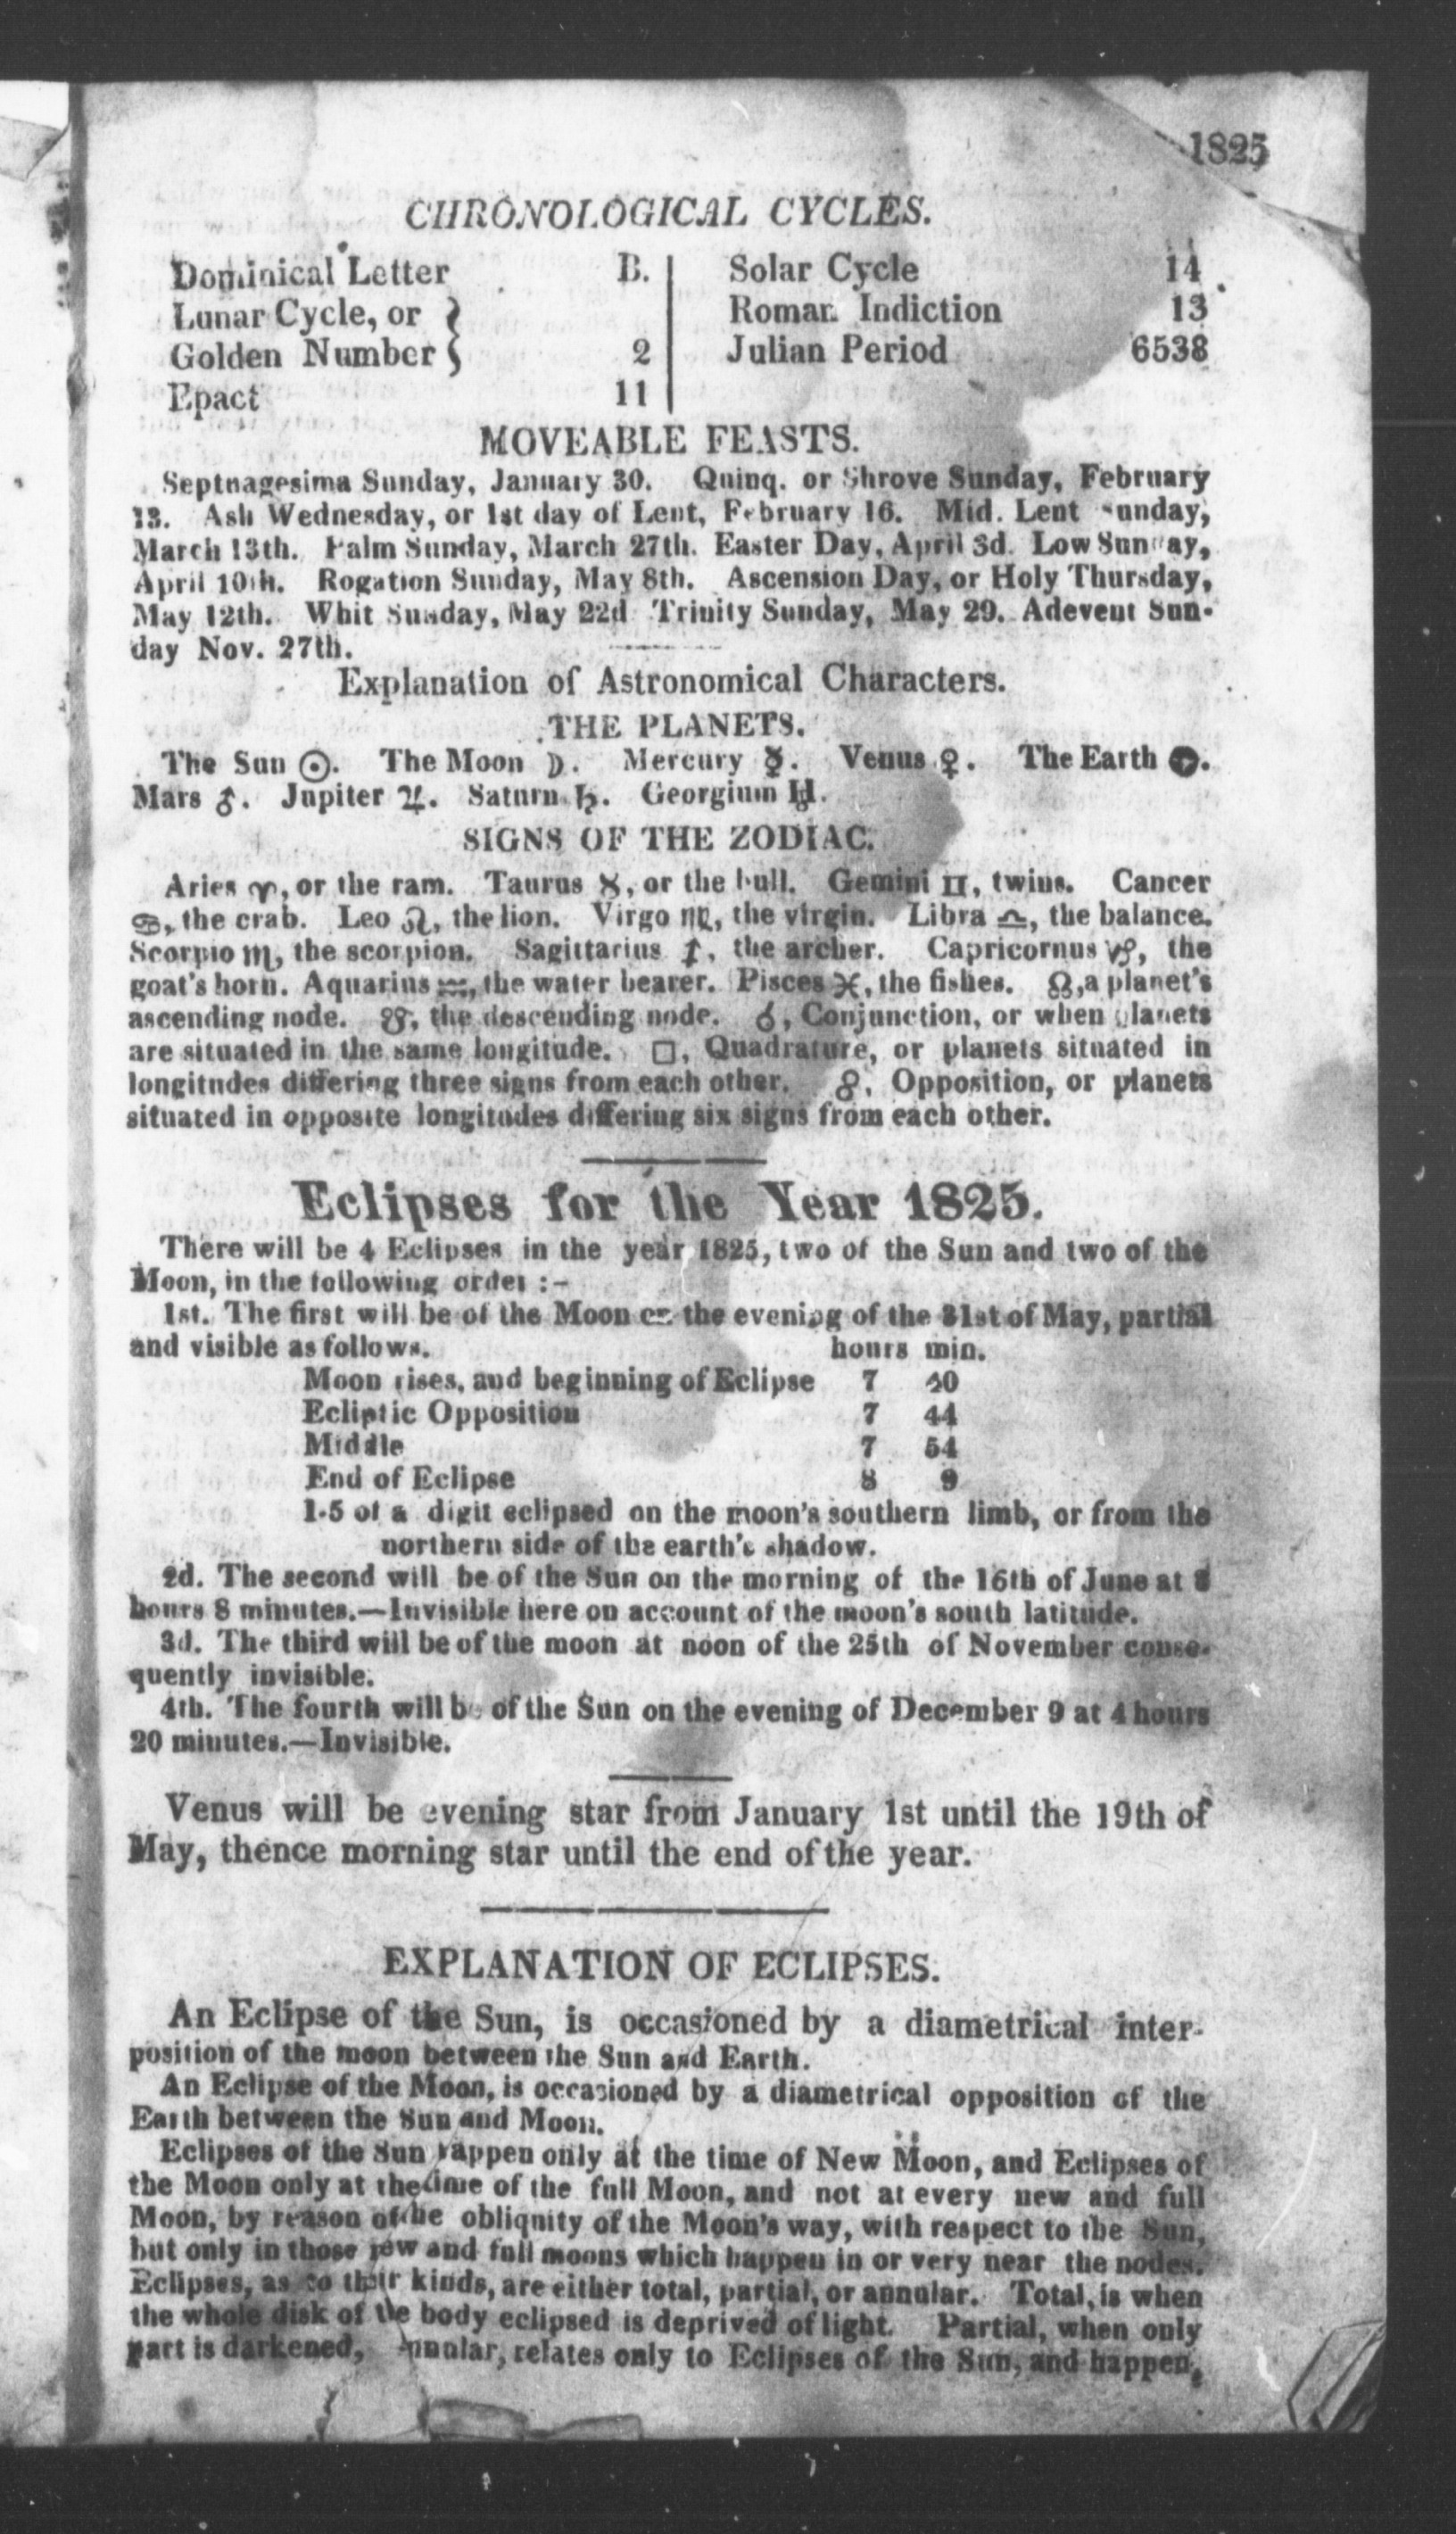 1825
CHRONOLOGICAL CYCLES.
Dominical Letter B. | Solar Cycle 14
Lunar Cycle, or } Roman Indiction 13
Golden Number } 2 | Julian Period 6538
Epact 11
MOVEABLE FEASTS.
Septuagesima Sunday, January 30. Quinq. or Shrove Sunday, February
13. Ash Wednesday, or 1st day of Lent, February 16. Mid. Lent Sunday,
March 13th. Palm Sunday, March 27th. Easter Day, April 3d. Low Sunday,
April 10th. Rogation Sunday, May 8th. Ascension Day, or Holy Thursday,
May 12th. Whit Sunday, May 22d Trinity Sunday, May 29. Adevent Sun-
day Nov. 27th.
Explanation of Astronomical Characters.
THE PLANETS.
The Sun ☉. The Moon ☽. Mercury ☿. Venus ♀. The Earth ⊕.
Mars ♂. Jupiter ♃. Saturn ♄. Georgium ♅.
SIGNS OF THE ZODIAC.
Aries ♈, or the ram. Taurus ♉, or the bull. Gemini ♊, twins. Cancer
♋, the crab. Leo ♌, the lion. Virgo ♍, the virgin. Libra ♎, the balance.
Scorpio ♏, the scorpion. Sagittarius ♐, the archer. Capricornus ♑, the
goat's horn. Aquarius ♒, the water bearer. Pisces ♓, the fishes. ☊, a planet's
ascending node. ☋, the descending node. ☌, Conjunction, or when planets
are situated in the same longitude. □, Quadrature, or planets situated in
longitudes differing three signs from each other. ☍, Opposition, or planets
situated in opposite longitudes differing six signs from each other.
Eclipses for the Year 1825.
There will be 4 Eclipses in the year 1825, two of the Sun and two of the
Moon, in the following order :-
1st. The first will be of the Moon on the evening of the 31st of May, partial
and visible as follows. hours min.
Moon rises, and beginning of Eclipse 7 40
Ecliptic Opposition 7 44
Middle 7 54
End of Eclipse 8 9
1-5 of a digit eclipsed on the moon's southern limb, or from the
northern side of the earth's shadow.
2d. The second will be of the Sun on the morning of the 16th of June at
hours 8 minutes.—Invisible here on account of the moon's south latitude.
3d. The third will be of the moon at noon of the 25th of November conse-
quently invisible.
4th. The fourth will be of the Sun on the evening of December 9 at 4 hours
20 minutes.—Invisible.
Venus will be evening star from January 1st until the 19th of
May, thence morning star until the end of the year.
EXPLANATION OF ECLIPSES.
An Eclipse of the Sun, is occasioned by a diametrical inter-
position of the moon between the Sun and Earth.
An Eclipse of the Moon, is occasioned by a diametrical opposition of the
Earth between the Sun and Moon.
Eclipses of the Sun happen only at the time of New Moon, and Eclipses of
the Moon only at the time of the full Moon, and not at every new and full
Moon, by reason of the obliquity of the Moon's way, with respect to the Sun,
but only in those new and full moons which happen in or very near the nodes.
Eclipses, as to their kinds, are either total, partial, or annular. Total, is when
the whole disk of the body eclipsed is deprived of light. Partial, when only
part is darkened, Annular, relates only to Eclipses of the Sun, and happen,